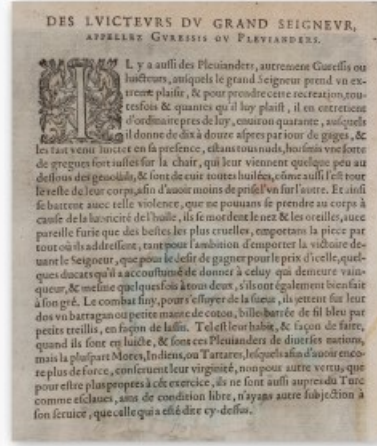 DES LVICTEVRS DV GRAND SEIGNEVR,
APPELLEZ GVRESSIS OV PLEVIANDERS.
IL y a aussi des Pleuianders, autrement Guressis ou
luicteurs, ausquels le grand Seigneur prend vn ex-
treme plaisir, & pour prendre ceste recreation, tou-
tesfois & quantes qu'il luy plaist, il en entretient
d'ordinaire pres de luy, enuiron quarante, ausquels
il donne de dix à douze aspres par iour de gages, &
les fait venir luicter en sa presence, estans tous nuds, horsmis vne sorte
de gregues fort iustes sur la chair, qui leur viennent quelque peu au
dessous des genouils, & sont de cuir toutes huilées, cõme aussi l'est tout
le reste de leur corps, afin d'auoir moins de prise l'vn sur l'autre. Et ainsi
se battent auec telle violence, que ne pouuans se prendre au corps à
cause de la lubricité de l'huile, ils se mordent le nez & les oreilles, auec
pareille furie que des bestes les plus cruelles, emportans la piece par
tout où ils addressent, tant pour l'ambition d'emporter la victoire de-
uant le Seigneur, que pour le desir de gagner pour le prix d'icelle, quel-
ques ducats qu'il a accoustumé de donner à celuy qui demeure vain-
queur, & mesme quelques fois à tous deux, s'ils ont également bien fait
à son gré. Le combat finy, pour s'essuyer de la sueur, ils jettent sur leur
dos vn barragan ou petite mante de coton, bille-barrée de fil bleu par
petits treillis, en façon de lassin. Tel est leur habit, & façon de faire,
quand ils sont en luicte, & sont ces Pleuianders de diuerses nations,
mais la pluspart Mores, Indiens, ou Tartares, lesquels afin d'auoir enco-
re plus de force, conseruent leur virginité, non pour autre vertu, que
pour estre plus propres à cét exercice, ils ne sont aussi aupres du Turc
comme esclaues, ains de condition libre, n'ayans autre subjection à
son seruice, que celle qui a esté dite cy-dessus.